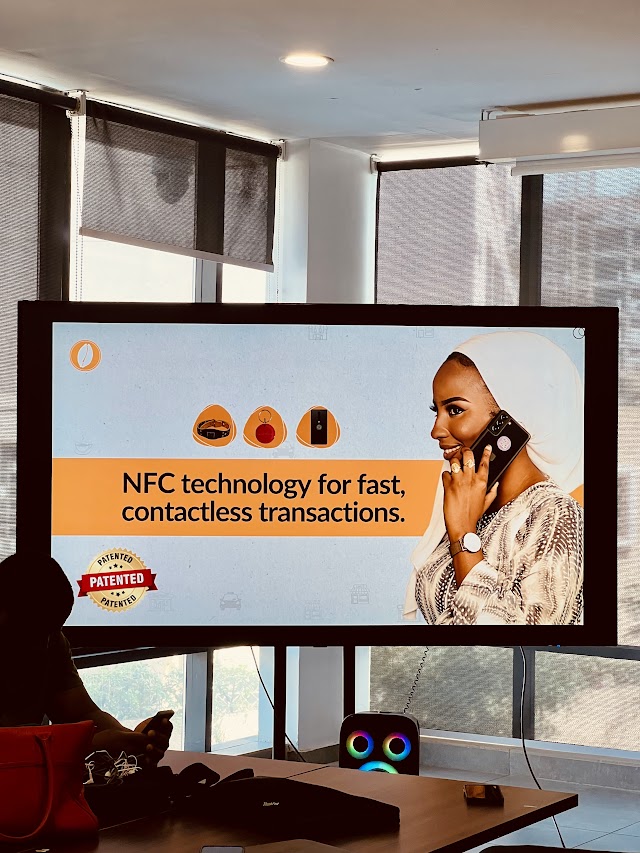 NFC technology for fast,
contactless transactions.
PATENTED
PATENTED
PATENTED